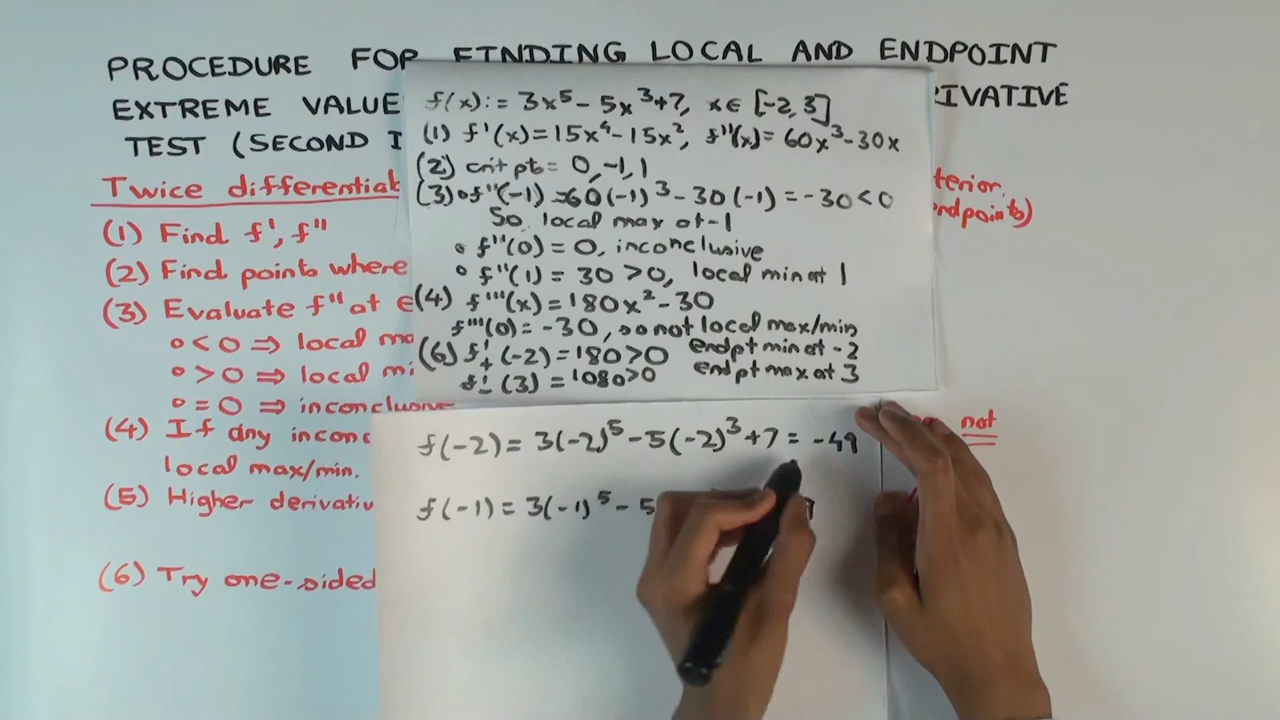 PROCEDURE FOR FINDING LOCAL AND ENDPOINT
EXTREME VALUE
TEST (SECOND
f(x):= 3x⁵ - 5x³+7, x ∈ [-2,3]
(1) f'(x)=15x⁴-15x², f''(x)= 60x³-30x
(2) crit pts= 0,-1,1
(3) ∘ f''(-1) = 60(-1)³ - 30(-1) = -30 < 0
So local max at -1
∘ f''(0) = 0, inconclusive
∘ f''(1) = 30 > 0, local min at 1
(4) f'''(x) = 180x² - 30
f'''(0) = -30, so not local max/min
(6) f'₊(-2) = 180 > 0 endpt min at -2
f'₋(3) = 1080 > 0 endpt max at 3
f(-2) = 3(-2)⁵ - 5(-2)³ + 7 = -49
f(-1) = 3(-1)⁵ - 5
Twice differential
(1) Find f', f''
(2) Find points where
(3) Evaluate f'' at
∘ < 0 ⇒ local
∘ > 0 ⇒ local
∘ = 0 ⇒ inconclusive
(4) If any
local max/min.
(5) Higher
(6) Try one-sided
not